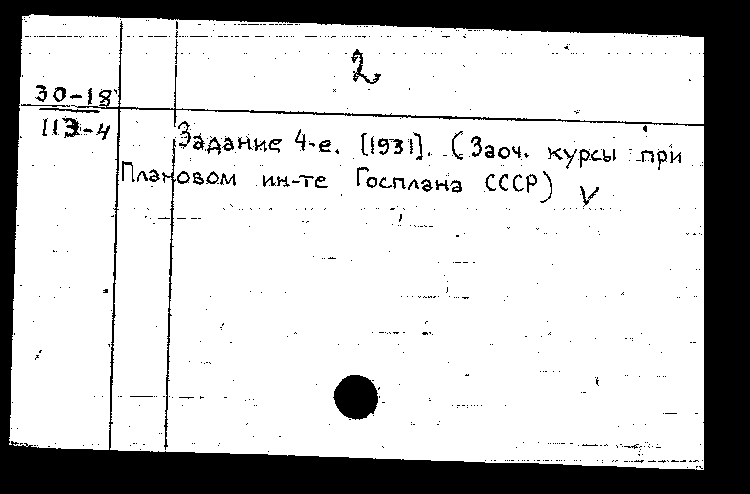 2
30-18
113-4
Задание 4-е. [1931]. (Заоч. курсы при
Плановом ин-те Госплана СССР) V